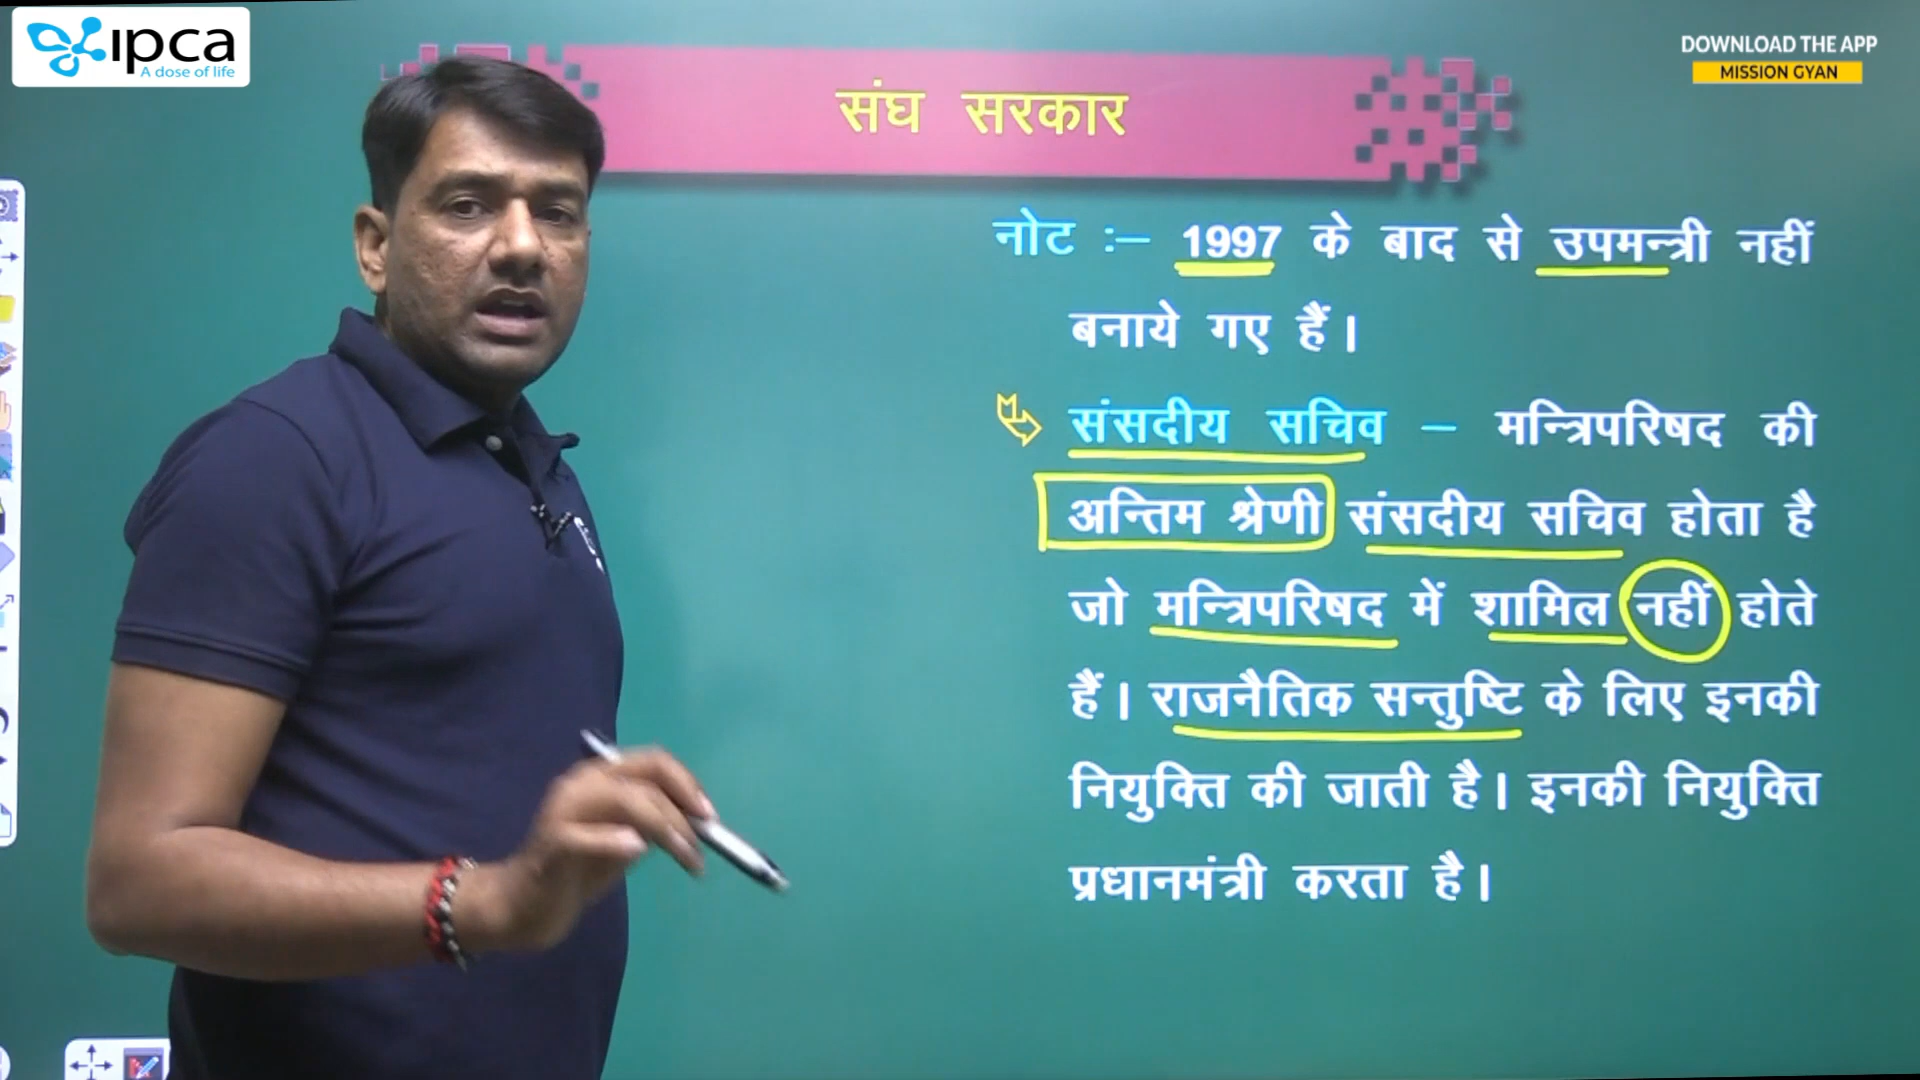 ipca
A dose of life
DOWNLOAD THE APP
MISSION GYAN
संघ सरकार
नोट :– 1997 के बाद से उपमन्त्री नहीं
बनाये गए हैं।
संसदीय सचिव – मन्त्रिपरिषद की
अन्तिम श्रेणी संसदीय सचिव होता है
जो मन्त्रिपरिषद में शामिल नहीं होते
हैं। राजनैतिक सन्तुष्टि के लिए इनकी
नियुक्ति की जाती है। इनकी नियुक्ति
प्रधानमंत्री करता है।